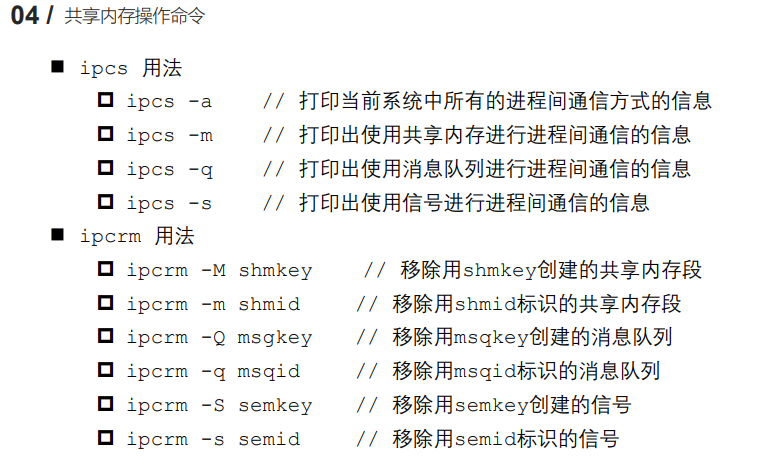 04 / 共享内存操作命令
ipcs 用法
ipcs -a // 打印当前系统中所有的进程间通信方式的信息
ipcs -m // 打印出使用共享内存进行进程间通信的信息
ipcs -q // 打印出使用消息队列进行进程间通信的信息
ipcs -s // 打印出使用信号进行进程间通信的信息
ipcrm 用法
ipcrm -M shmkey // 移除用shmkey创建的共享内存段
ipcrm -m shmid // 移除用shmid标识的共享内存段
ipcrm -Q msgkey // 移除用msqkey创建的消息队列
ipcrm -q msqid // 移除用msqid标识的消息队列
ipcrm -S semkey // 移除用semkey创建的信号
ipcrm -s semid // 移除用semid标识的信号